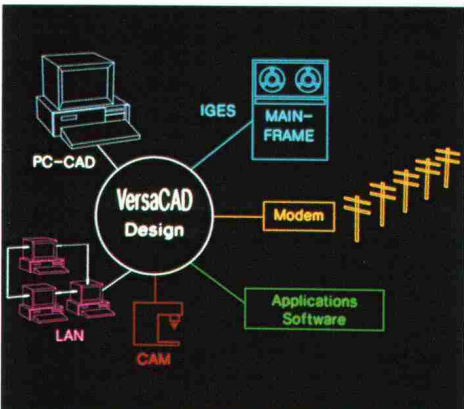 IGES
MAIN-
FRAME
PC-CAD
VersaCAD
Design
Modem
LAN
CAM
Applications
Software